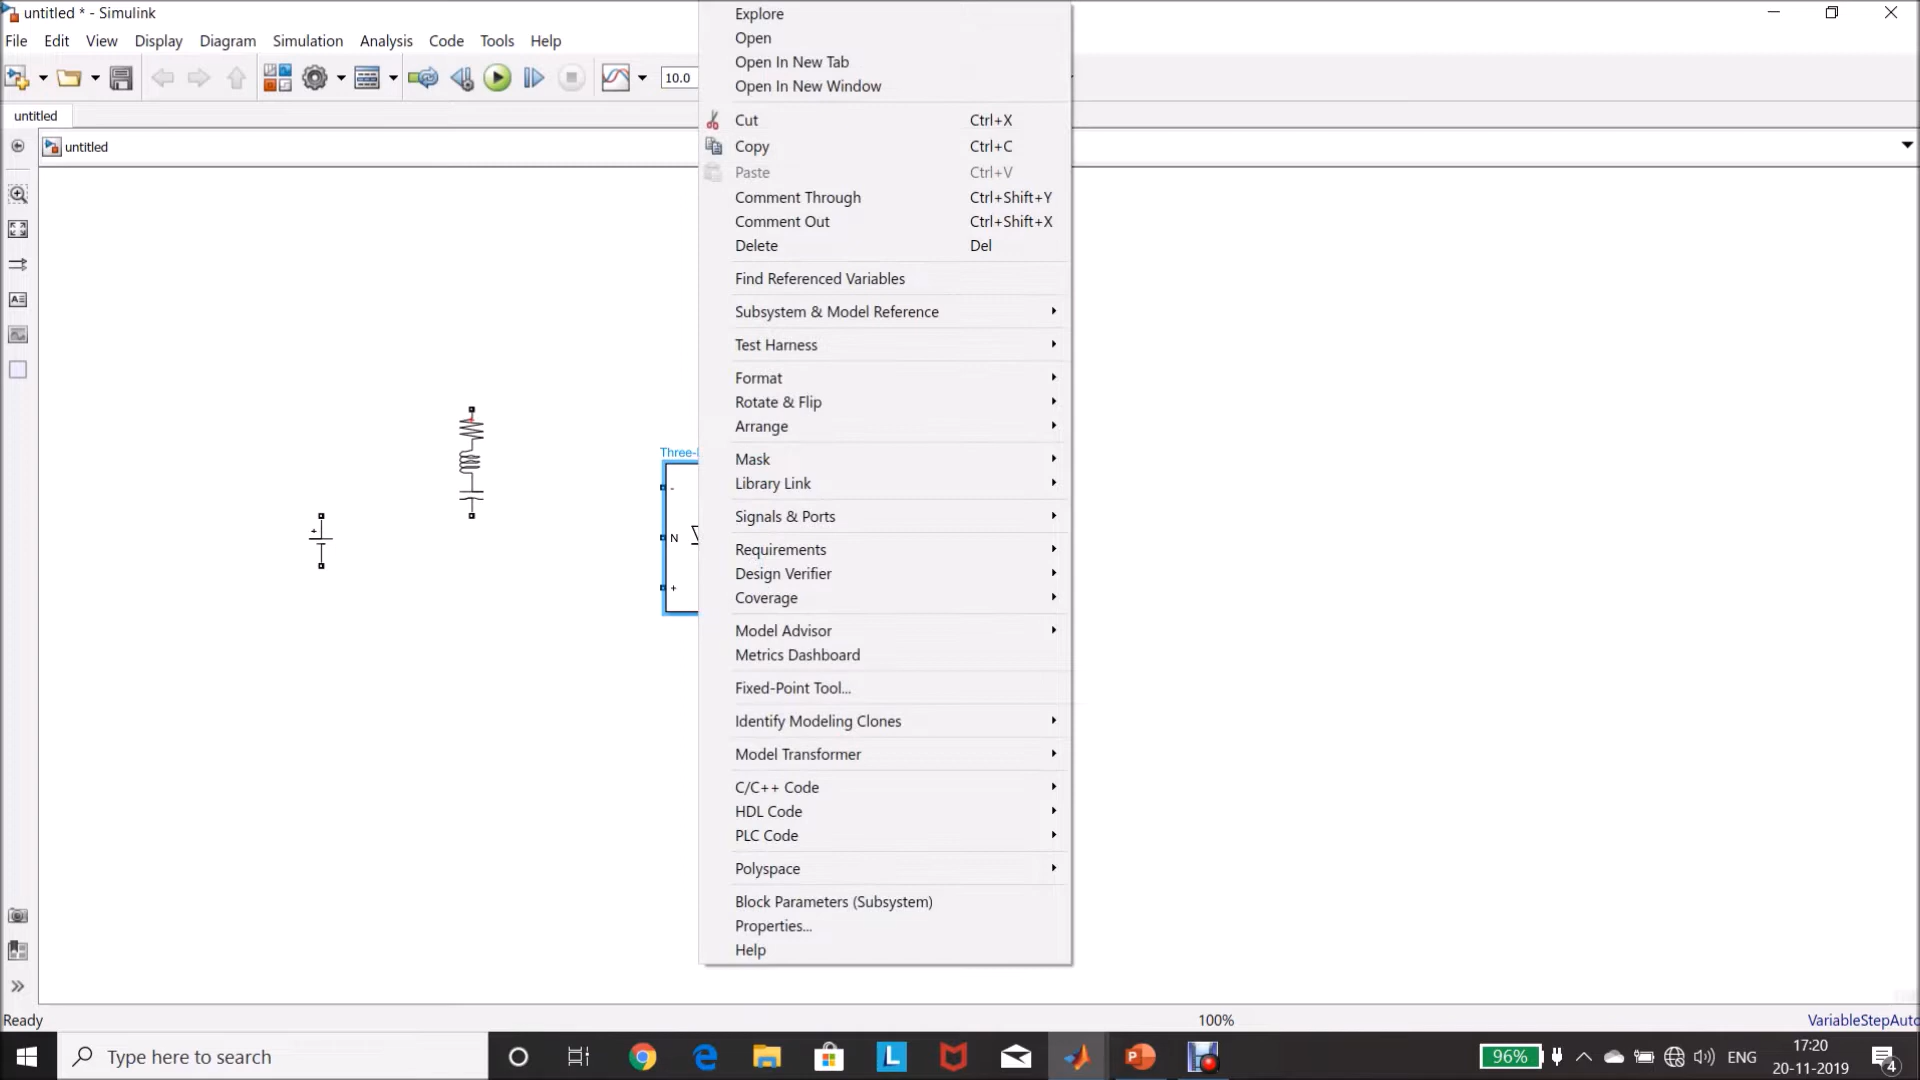 untitled * - Simulink
File Edit View Display Diagram Simulation Analysis Code Tools Help
10.0
untitled
untitled
Explore
Open
Open In New Tab
Open In New Window
Cut Ctrl+X
Copy Ctrl+C
Paste Ctrl+V
Comment Through Ctrl+Shift+Y
Comment Out Ctrl+Shift+X
Delete Del
Find Referenced Variables
Subsystem & Model Reference
Test Harness
Format
Rotate & Flip
Arrange
Mask
Library Link
Signals & Ports
Requirements
Design Verifier
Coverage
Model Advisor
Metrics Dashboard
Fixed-Point Tool...
Identify Modeling Clones
Model Transformer
C/C++ Code
HDL Code
PLC Code
Polyspace
Block Parameters (Subsystem)
Properties...
Help
+
Three-
-
N
+
Ready 100% VariableStepAuto
Type here to search
96% ENG 17:20
20-11-2019
4